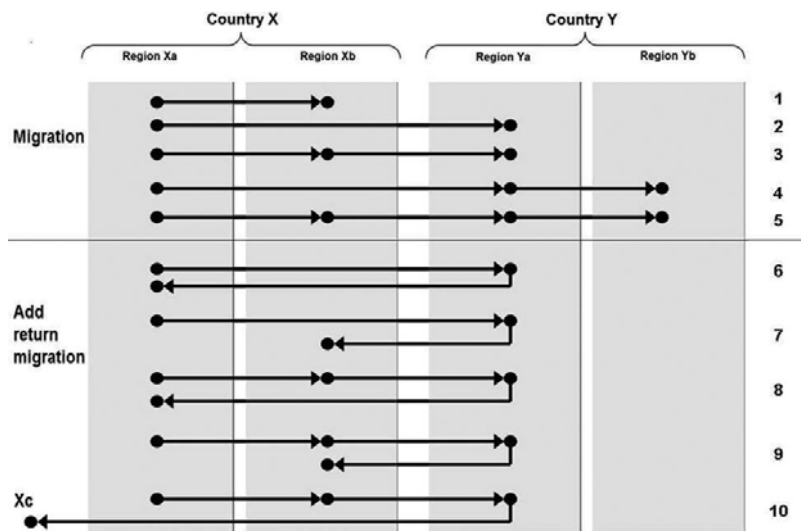 Country X
Country Y
Region Xa
Region Xb
Region Ya
Region Yb
Migration
1
2
3
4
5
Add
return
migration
6
7
8
9
Xc
10